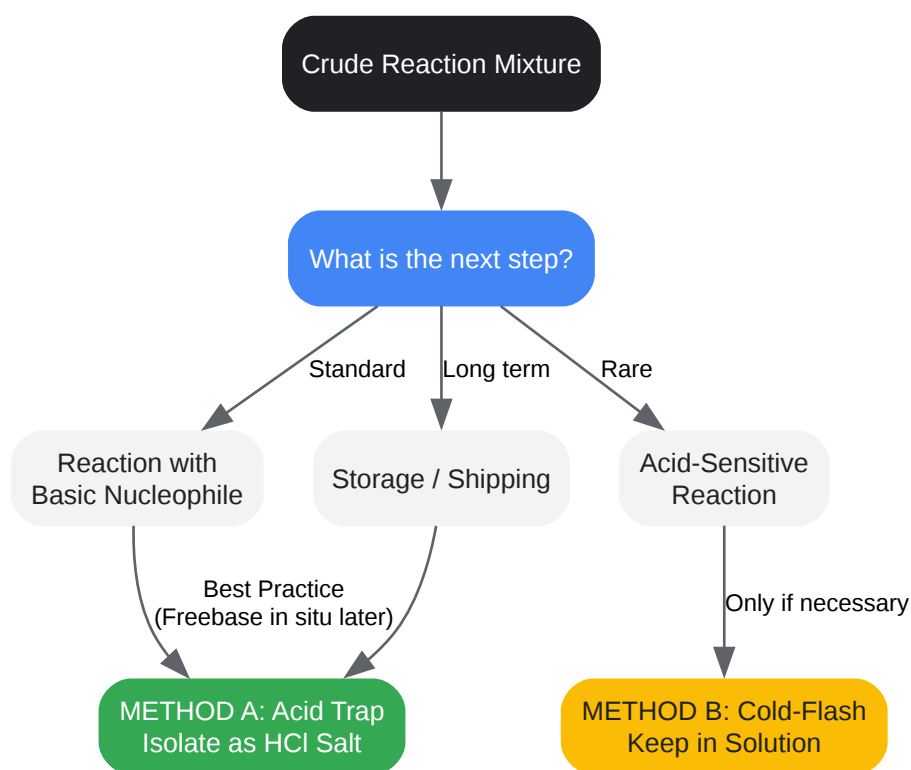 Crude Reaction Mixture
What is the next step?
Standard
Long term
Rare
Reaction with
Basic Nucleophile
Storage / Shipping
Acid-Sensitive
Reaction
Best Practice
(Freebase in situ later)
Only if necessary
METHOD A: Acid Trap
Isolate as HCl Salt
METHOD B: Cold-Flash
Keep in Solution